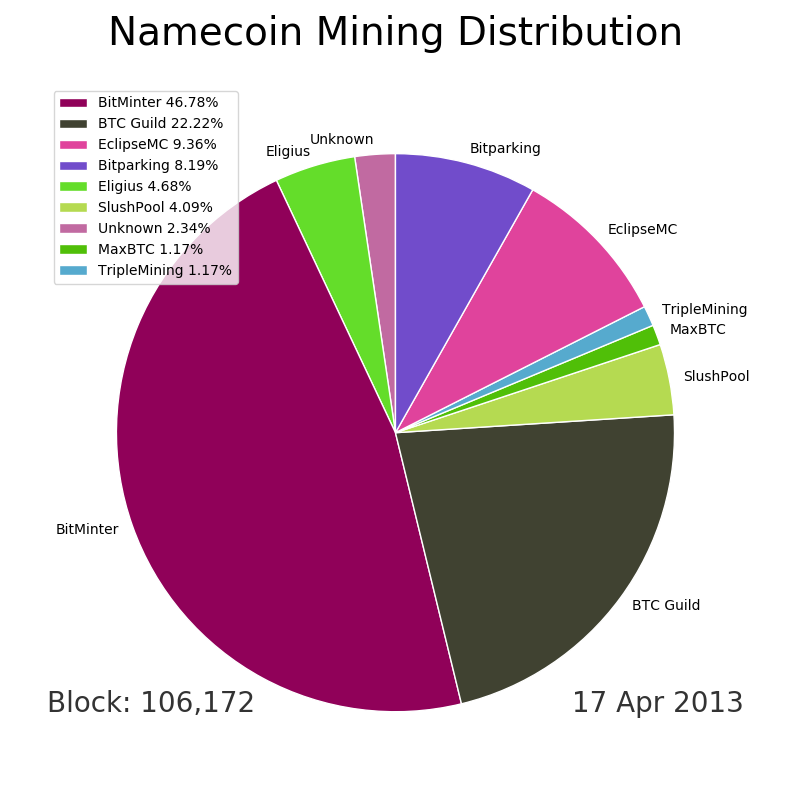 Namecoin Mining Distribution
BitMinter 46.78%
BTC Guild 22.22%
EclipseMC 9.36%
Bitparking 8.19%
Eligius 4.68%
SlushPool 4.09%
Unknown 2.34%
MaxBTC 1.17%
TripleMining 1.17%
Unknown
Eligius
Bitparking
EclipseMC
TripleMining
MaxBTC
SlushPool
BitMinter
BTC Guild
Block: 106,172
17 Apr 2013